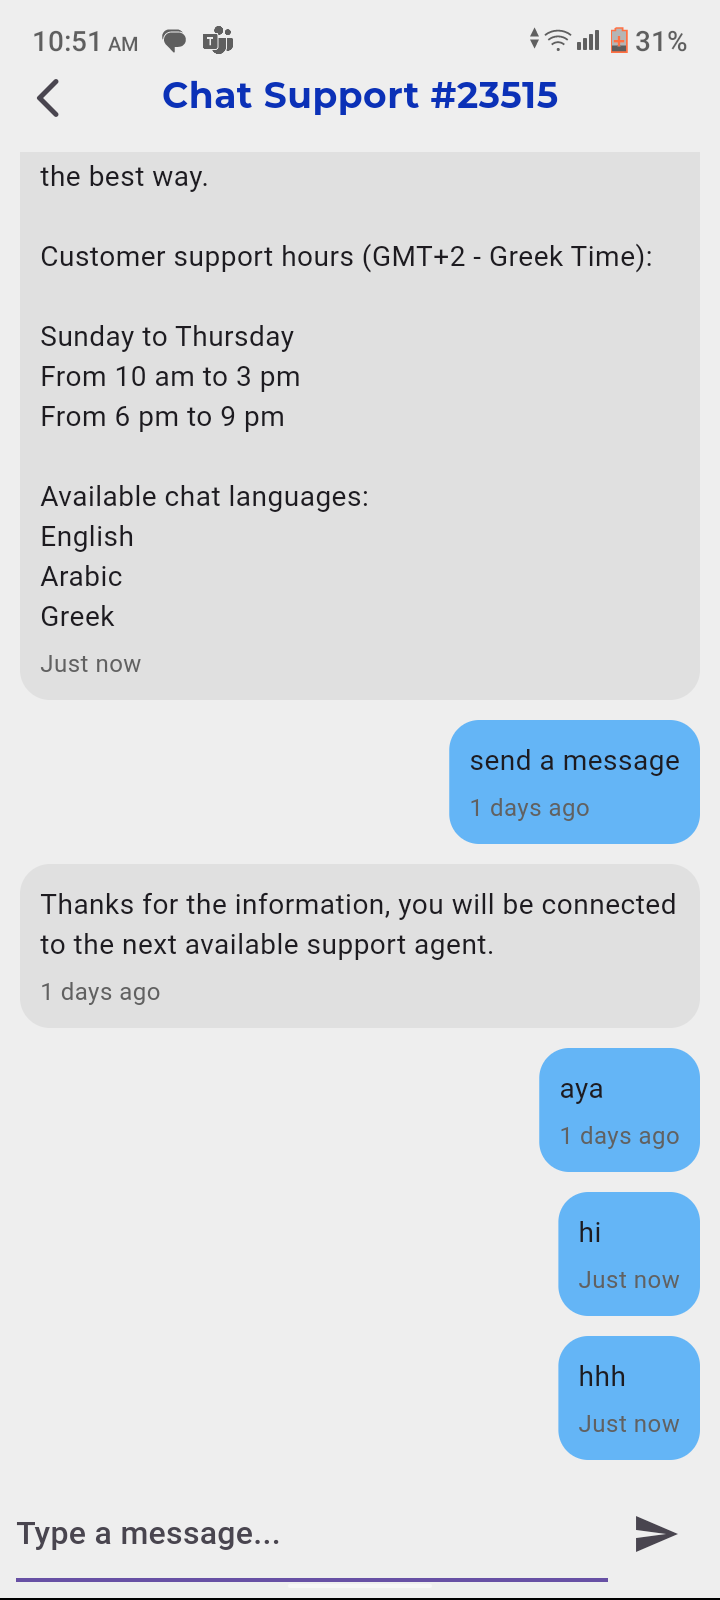 10:51 AM
31%
Chat Support #23515
the best way.
Customer support hours (GMT+2 - Greek Time):
Sunday to Thursday
From 10 am to 3 pm
From 6 pm to 9 pm
Available chat languages:
English
Arabic
Greek
Just now
send a message
1 days ago
Thanks for the information, you will be connected
to the next available support agent.
1 days ago
aya
1 days ago
hi
Just now
hhh
Just now
Type a message...